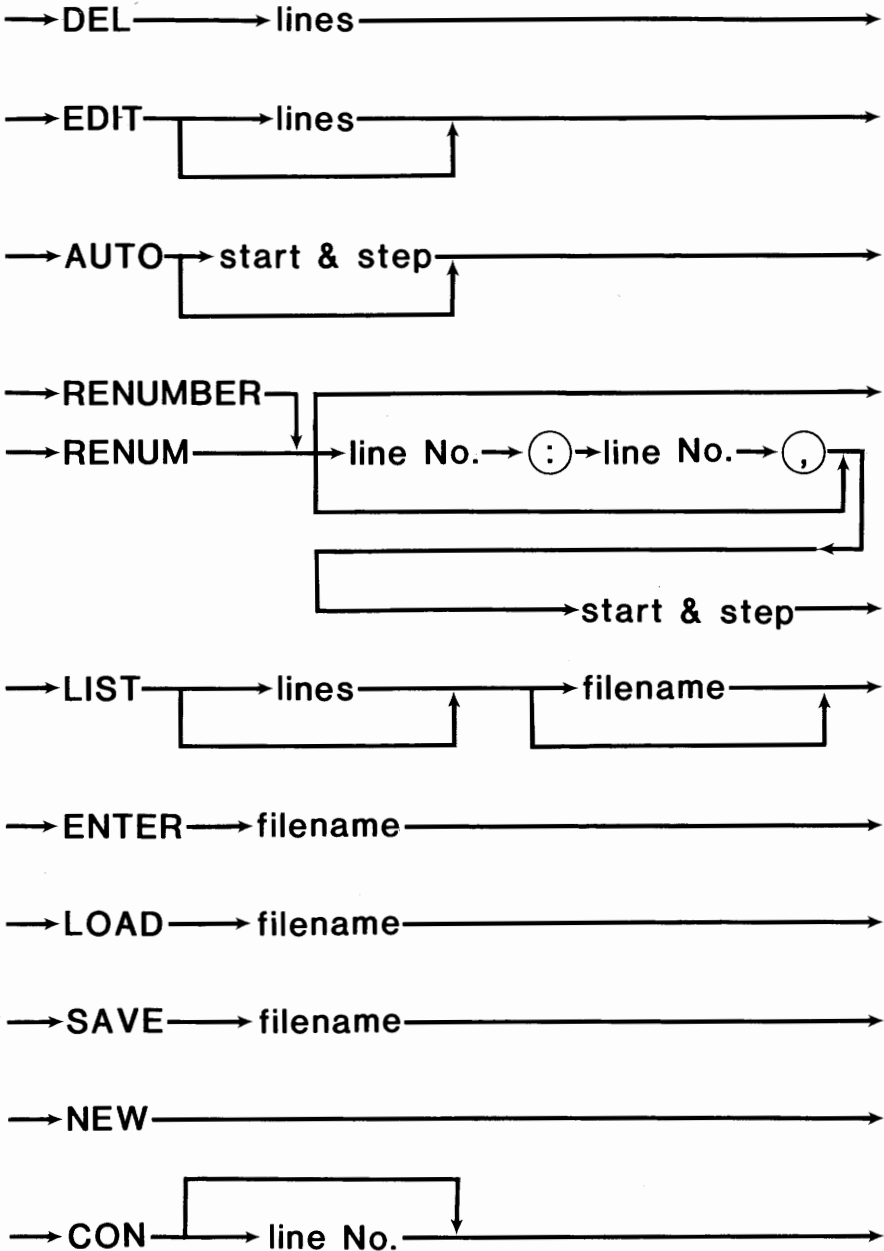 DEL lines
EDIT lines
AUTO start & step
RENUMBER
RENUM line No. : line No. ,
start & step
LIST lines filename
ENTER filename
LOAD filename
SAVE filename
NEW
CON line No.